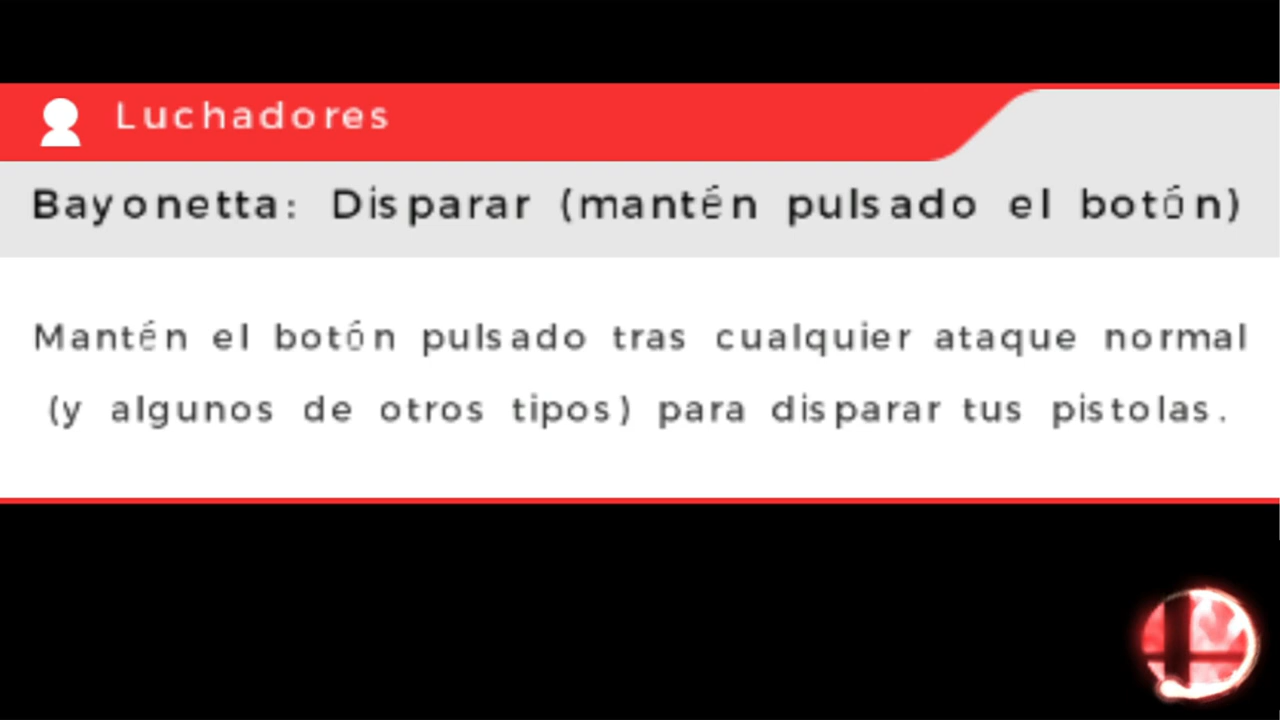 Luchadores
Bayonetta: Disparar (mantén pulsado el botón)
Mantén el botón pulsado tras cualquier ataque normal
(y algunos de otros tipos) para disparar tus pistolas.